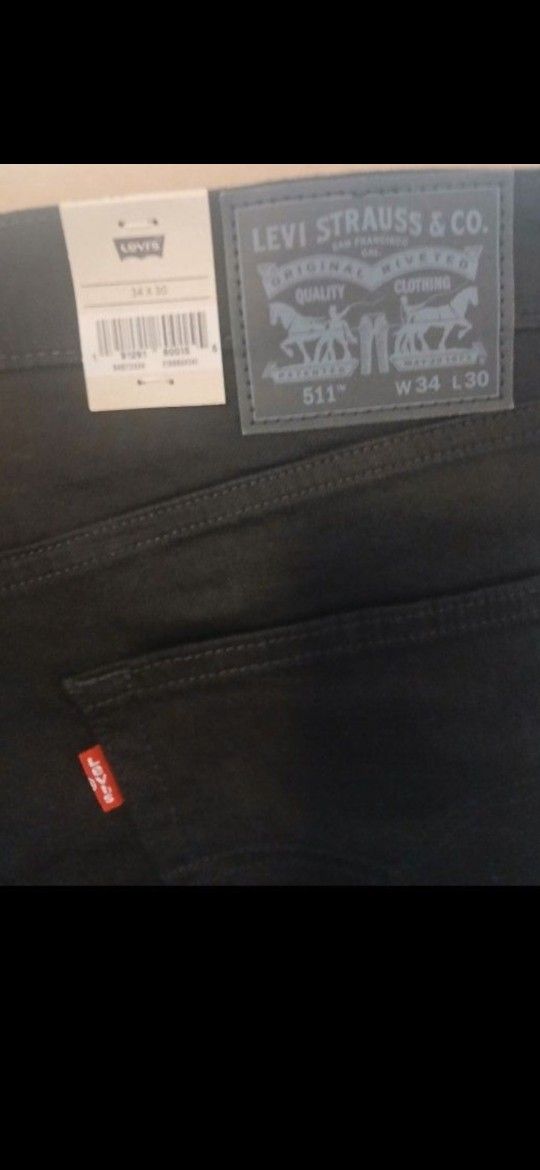 Levi's
34 X 30
LEVI STRAUSS & CO.
SAN FRANCISCO
CAL.
ORIGINAL RIVETED
QUALITY CLOTHING
511™ W 34 L 30
LEVI'S